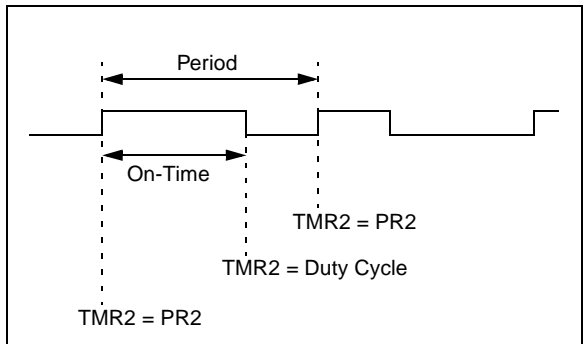 Period
On-Time
TMR2 = PR2
TMR2 = Duty Cycle
TMR2 = PR2